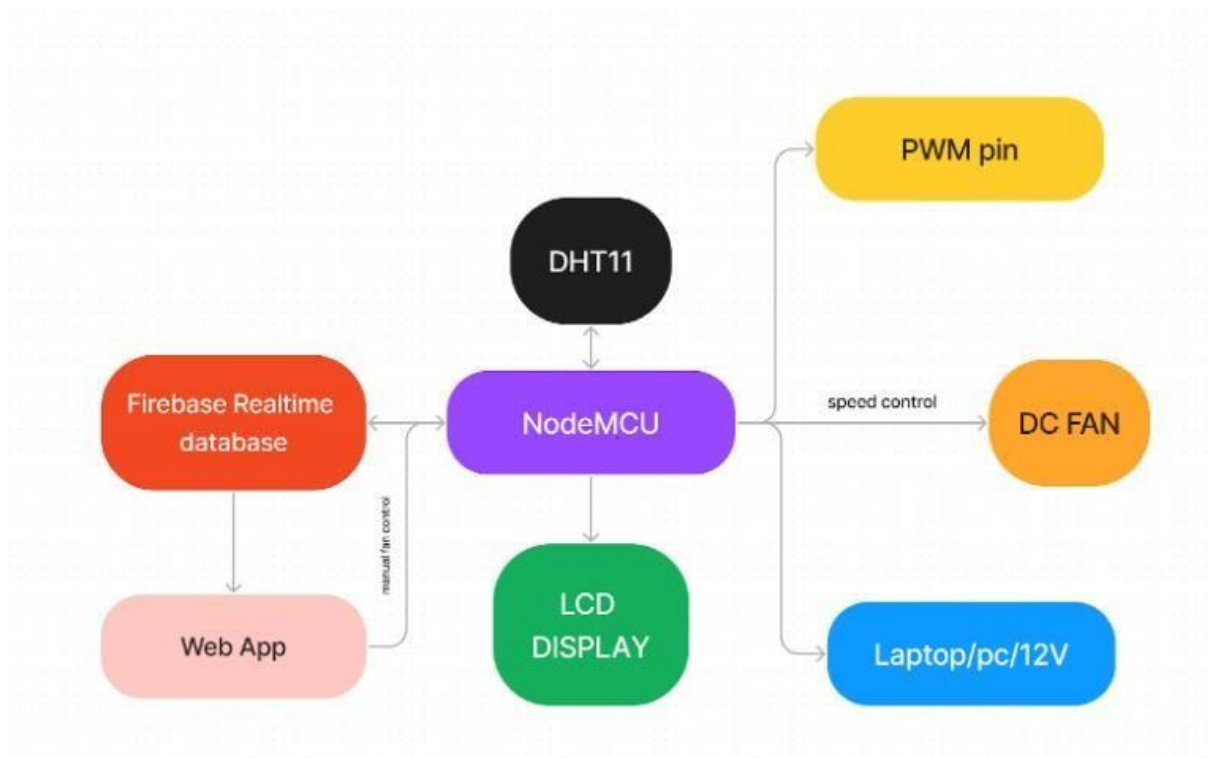 PWM pin
DHT11
Firebase Realtime
database
NodeMCU
speed control
DC FAN
manual fan control
Web App
LCD
DISPLAY
Laptop/pc/12V